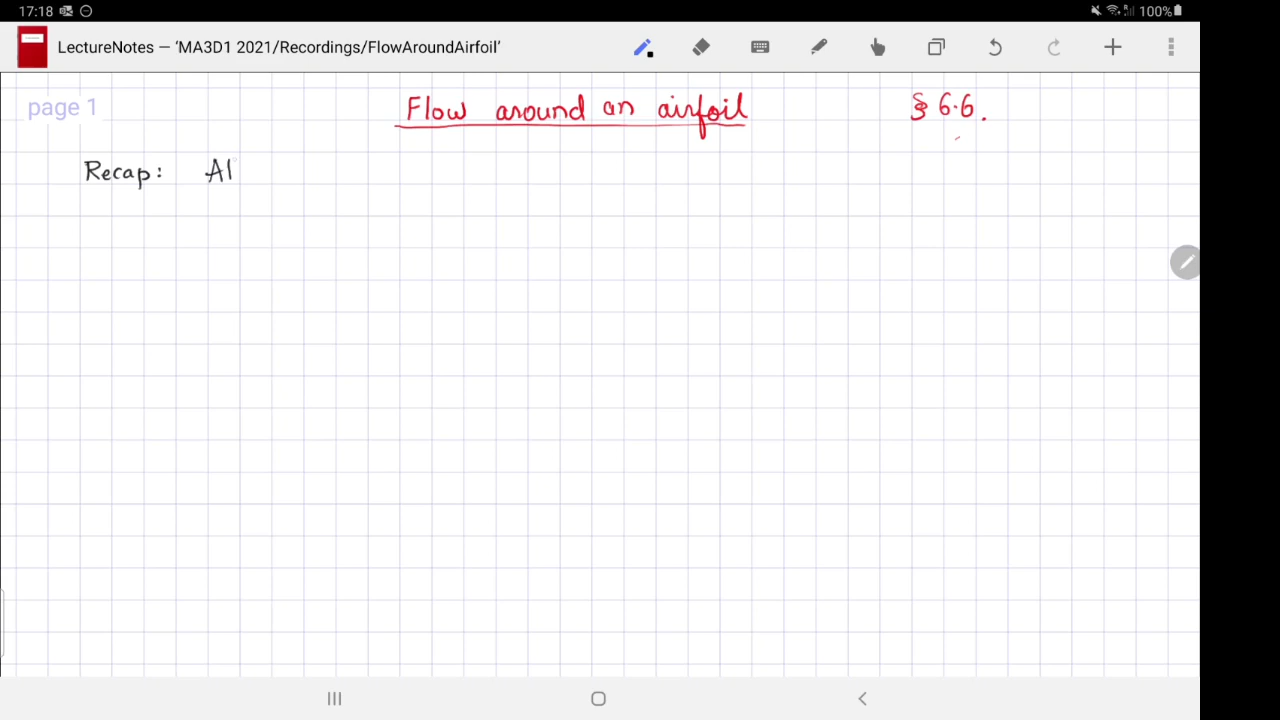 17:18 100%
LectureNotes — ‘MA3D1 2021/Recordings/FlowAroundAirfoil’
page 1 Flow around an airfoil § 6.6.
Recap: Al